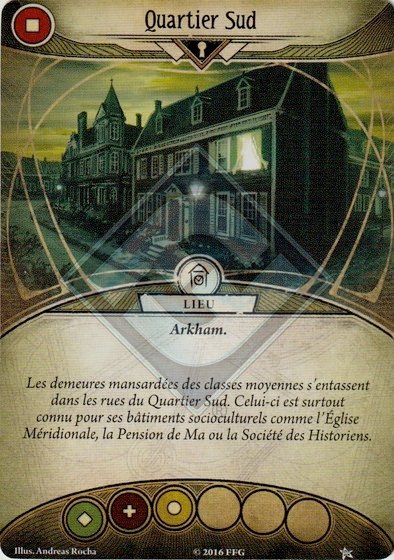 Quartier Sud
LIEU
Arkham.
Les demeures mansardées des classes moyennes s'entassent
dans les rues du Quartier Sud. Celui-ci est surtout
connu pour ses bâtiments socioculturels comme l'Église
Méridionale, la Pension de Ma ou la Société des Historiens.
Illus. Andreas Rocha
© 2016 FFG